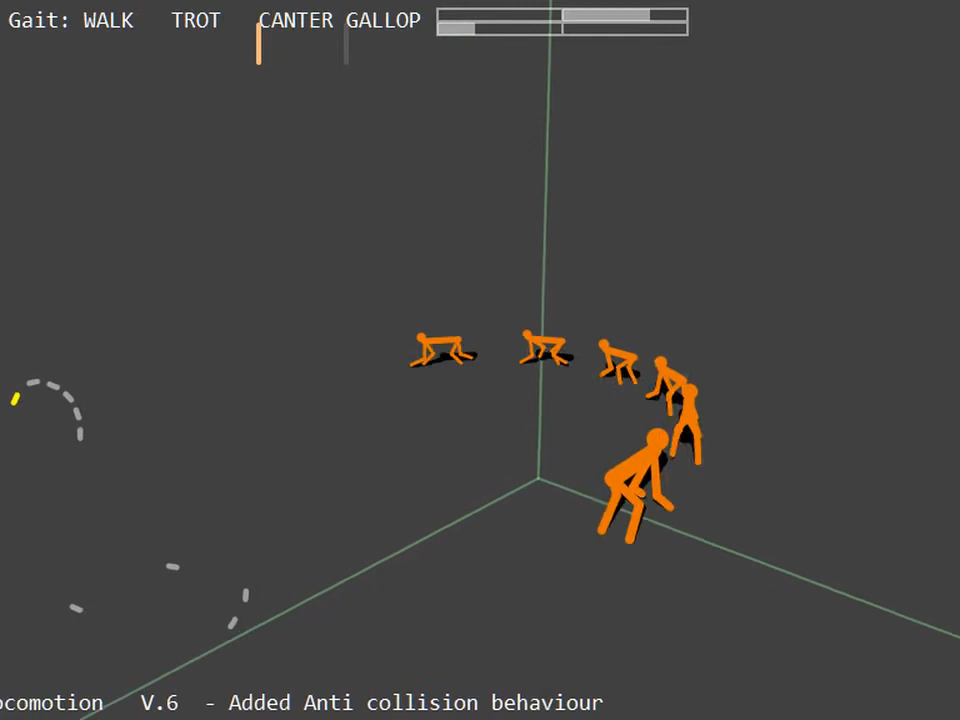 Gait: WALK TROT CANTER GALLOP
ocomotion V.6 - Added Anti collision behaviour